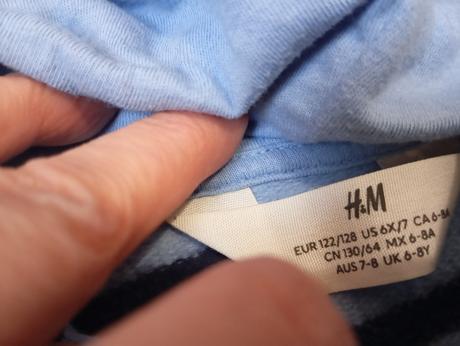 H&M
EUR 122/128 US 6X/7 CA 6-8A
CN 130/64 MX 6-8A
AUS 7-8 UK 6-8Y